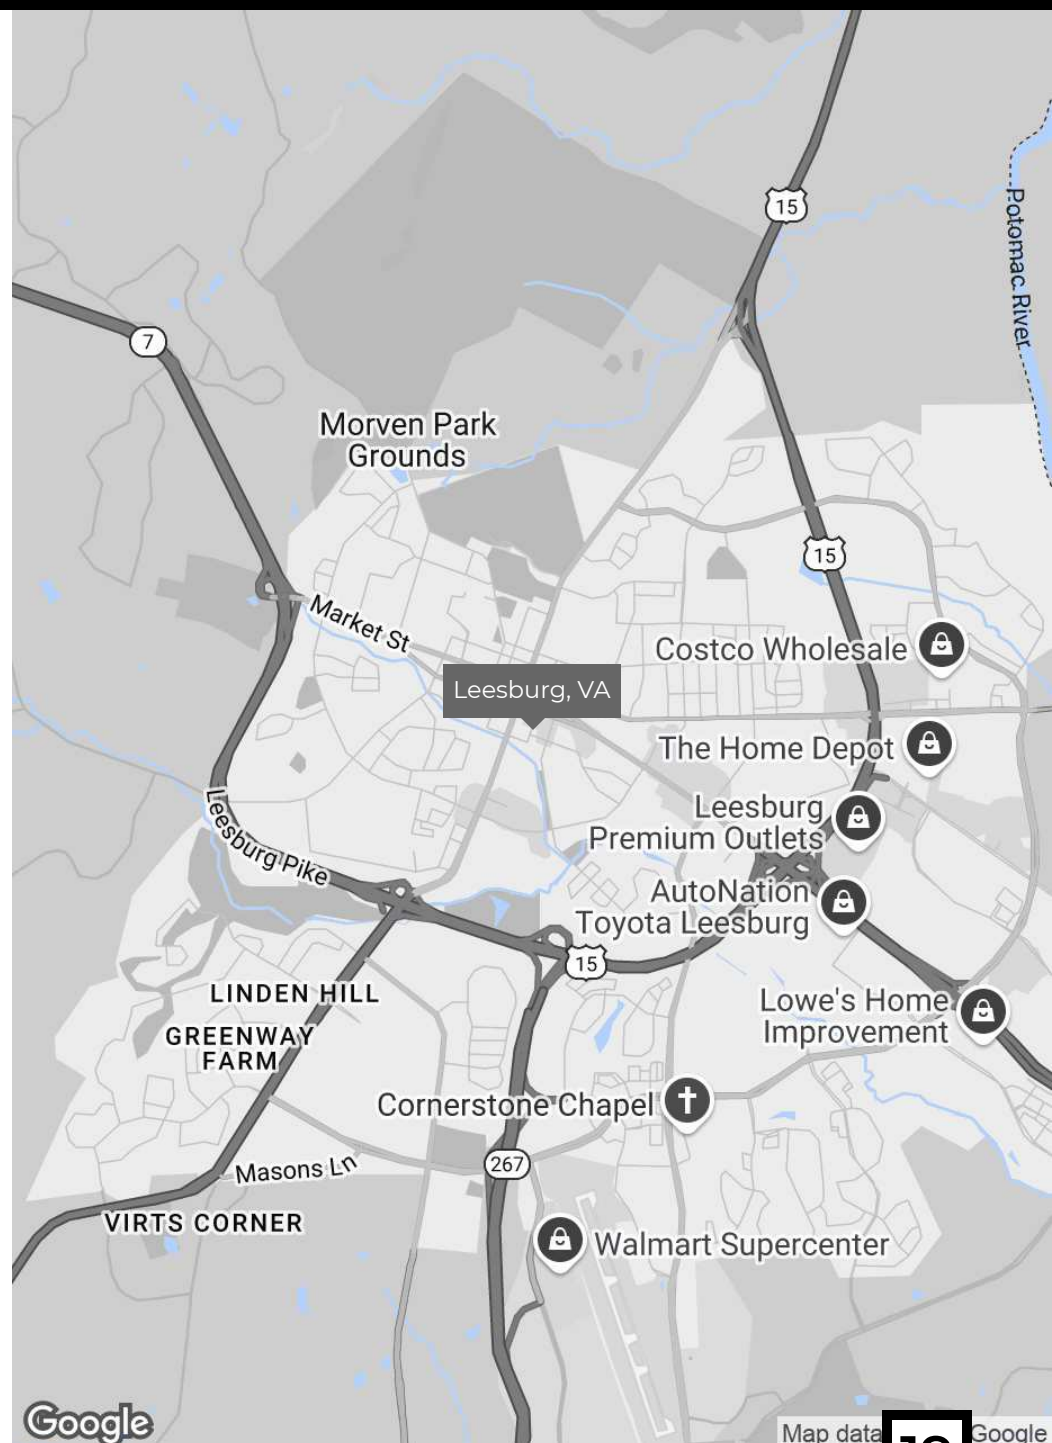 15
Potomac River
7
Morven Park
Grounds
15
Market St
Costco Wholesale
Leesburg, VA
The Home Depot
Leesburg
Premium Outlets
Leesburg Pike
AutoNation
Toyota Leesburg
15
LINDEN HILL
Lowe's Home
Improvement
GREENWAY
FARM
Cornerstone Chapel
267
Masons Ln
VIRTS CORNER
Walmart Supercenter
Google
Map data
Google